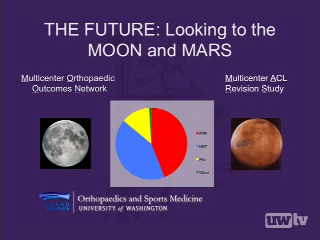 THE FUTURE: Looking to the
MOON and MARS
Multicenter Orthopaedic
Outcomes Network
Multicenter ACL
Revision Study
Orthopaedics and Sports Medicine
UNIVERSITY of WASHINGTON
Other
uwtv